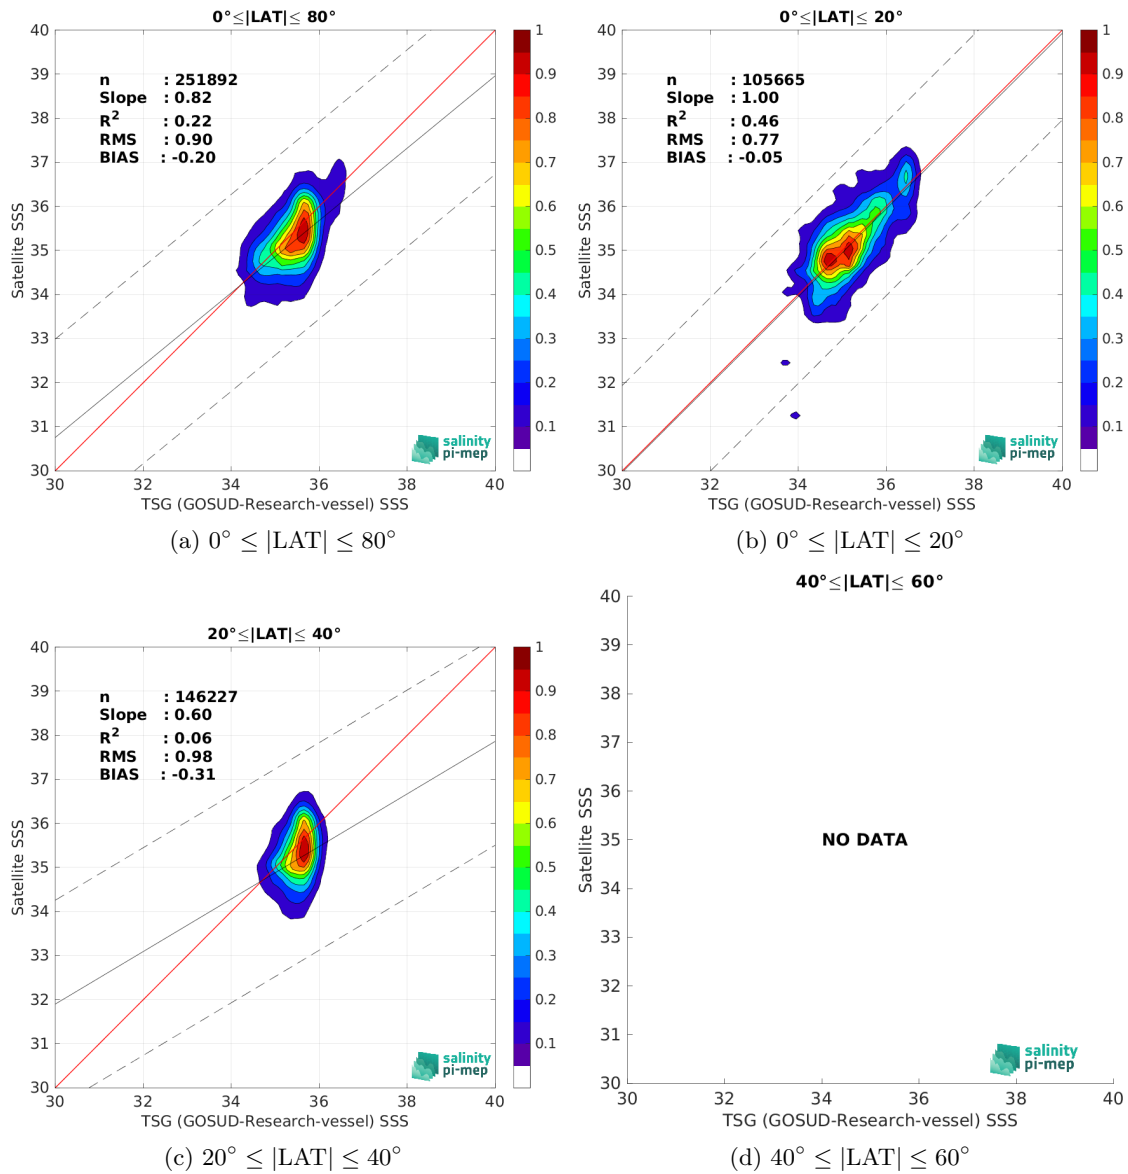 0°≤|LAT|≤ 80°
40
39
38
37
36
35
34
33
32
31
30
Satellite SSS
n : 251892
Slope : 0.82
R² : 0.22
RMS : 0.90
BIAS : -0.20
salinity
pi-mep
30 32 34 36 38 40
TSG (GOSUD-Research-vessel) SSS
1
0.9
0.8
0.7
0.6
0.5
0.4
0.3
0.2
0.1
(a) 0° ≤ |LAT| ≤ 80°
0°≤|LAT|≤ 20°
40
39
38
37
36
35
34
33
32
31
30
Satellite SSS
n : 105665
Slope : 1.00
R² : 0.46
RMS : 0.77
BIAS : -0.05
salinity
pi-mep
30 32 34 36 38 40
TSG (GOSUD-Research-vessel) SSS
1
0.9
0.8
0.7
0.6
0.5
0.4
0.3
0.2
0.1
(b) 0° ≤ |LAT| ≤ 20°
20°≤|LAT|≤ 40°
40
39
38
37
36
35
34
33
32
31
30
Satellite SSS
n : 146227
Slope : 0.60
R² : 0.06
RMS : 0.98
BIAS : -0.31
salinity
pi-mep
30 32 34 36 38 40
TSG (GOSUD-Research-vessel) SSS
1
0.9
0.8
0.7
0.6
0.5
0.4
0.3
0.2
0.1
(c) 20° ≤ |LAT| ≤ 40°
40°≤|LAT|≤ 60°
40
39
38
37
36
35
34
33
32
31
30
Satellite SSS
NO DATA
salinity
pi-mep
30 32 34 36 38 40
TSG (GOSUD-Research-vessel) SSS
(d) 40° ≤ |LAT| ≤ 60°